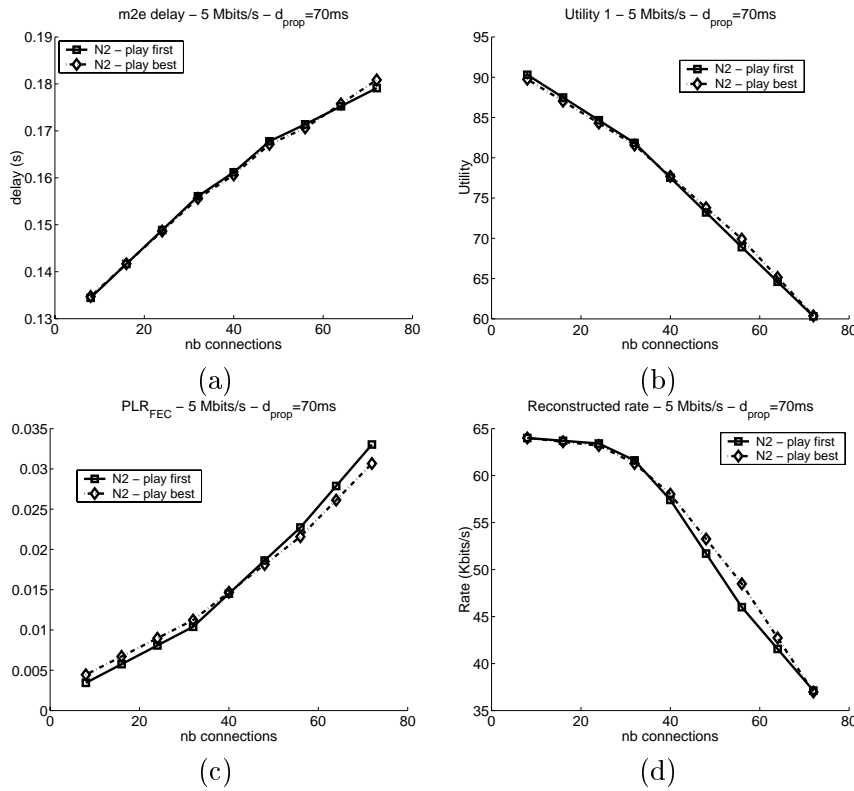 m2e delay – 5 Mbits/s – dprop=70ms
N2 – play first
N2 – play best
0.19
0.18
0.17
0.16
0.15
0.14
0.13
delay (s)
0 20 40 60 80
nb connections
(a)
Utility 1 – 5 Mbits/s – dprop=70ms
N2 – play first
N2 – play best
95
90
85
80
75
70
65
60
Utility
0 20 40 60 80
nb connections
(b)
PLRFEC – 5 Mbits/s – dprop=70ms
N2 – play first
N2 – play best
0.035
0.03
0.025
0.02
0.015
0.01
0.005
0
0 20 40 60 80
nb connections
(c)
Reconstructed rate – 5 Mbits/s – dprop=70ms
N2 – play first
N2 – play best
65
60
55
50
45
40
35
Rate (Kbits/s)
0 20 40 60 80
nb connections
(d)